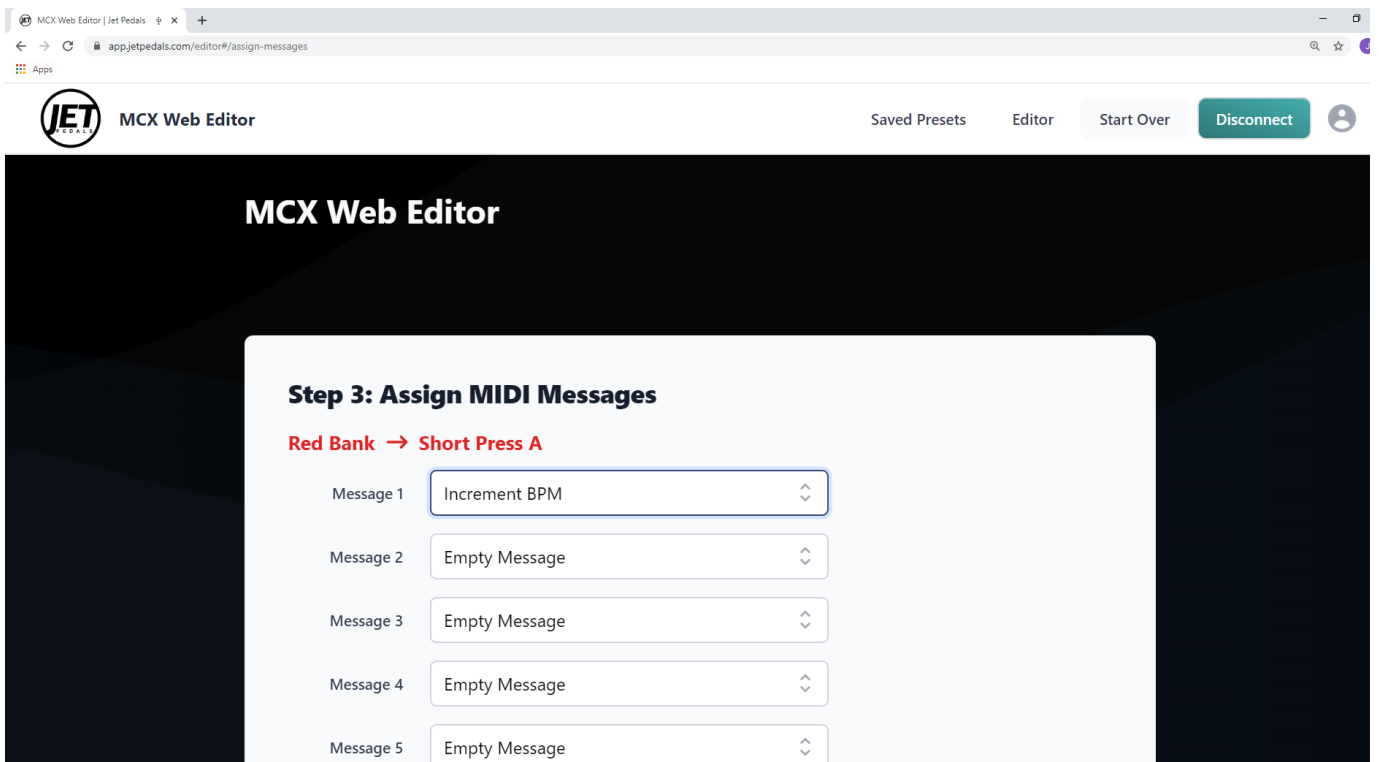 MCX Web Editor | Jet Pedals
app.jetpedals.com/editor#/assign-messages
Apps
JET
PEDALS
MCX Web Editor
Saved Presets
Editor
Start Over
Disconnect
MCX Web Editor
Step 3: Assign MIDI Messages
Red Bank → Short Press A
Message 1 Increment BPM
Message 2 Empty Message
Message 3 Empty Message
Message 4 Empty Message
Message 5 Empty Message